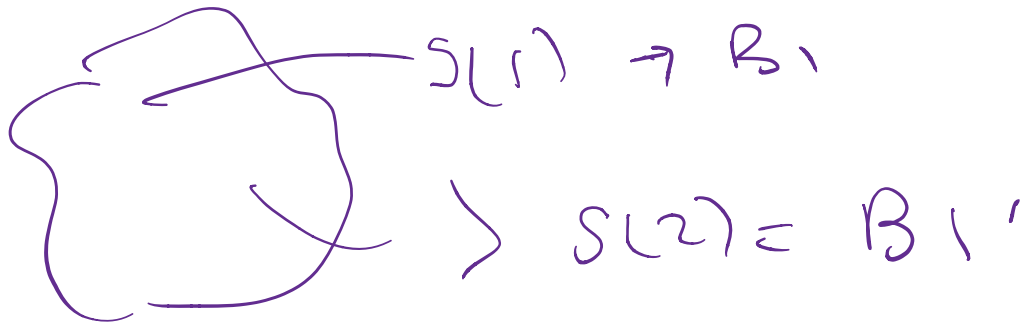 S(1) → B1
> S(2) = B1'